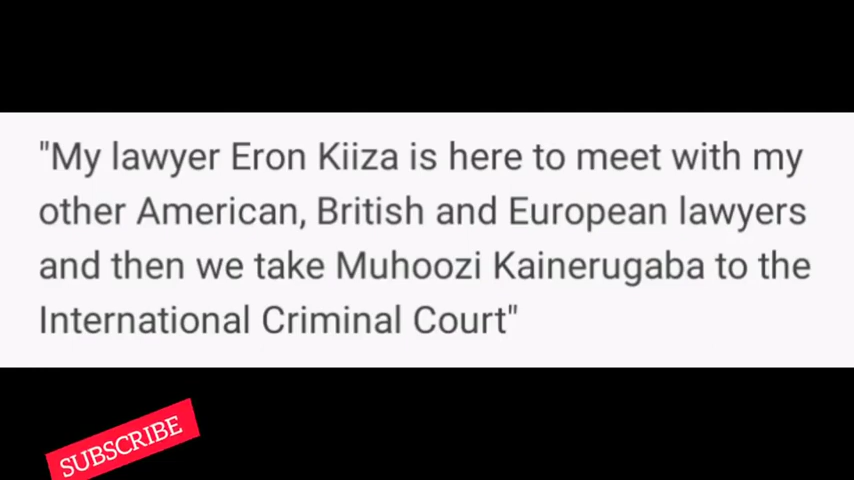 "My lawyer Eron Kiiza is here to meet with my
other American, British and European lawyers
and then we take Muhoozi Kainerugaba to the
International Criminal Court"
SUBSCRIBE